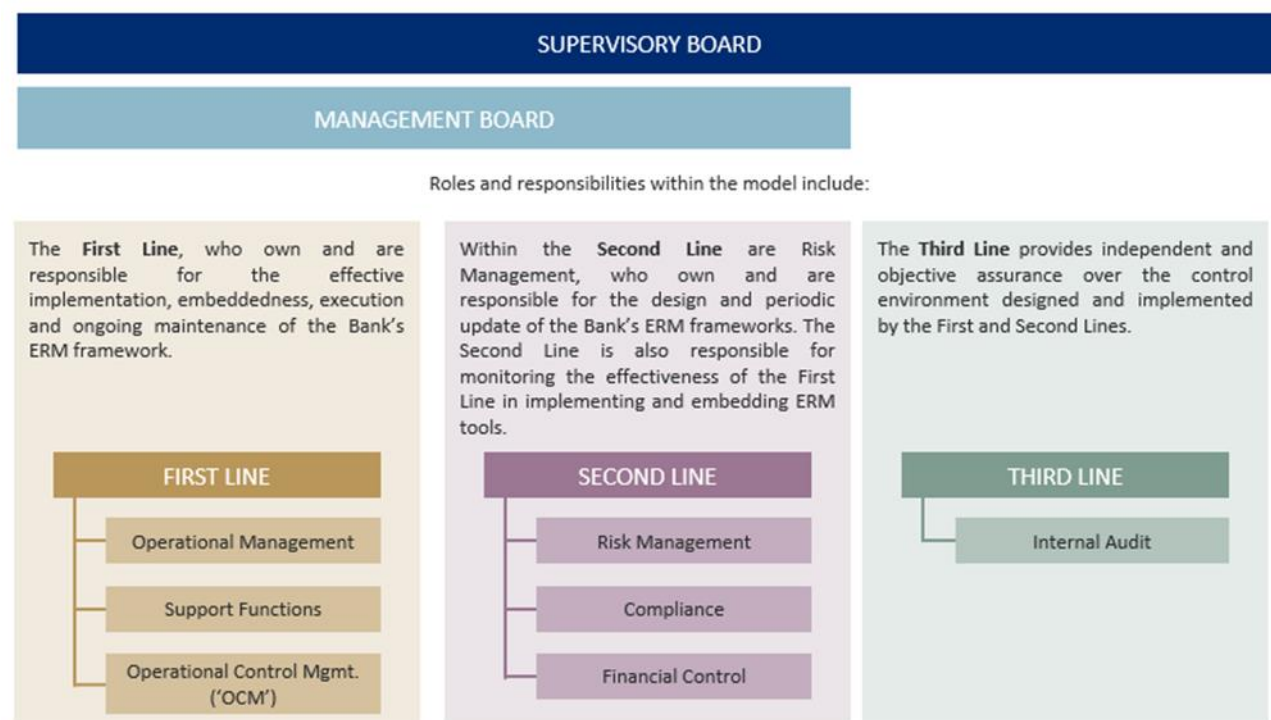 SUPERVISORY BOARD
MANAGEMENT BOARD
Roles and responsibilities within the model include:
The First Line, who own and are
responsible for the effective
implementation, embeddedness, execution
and ongoing maintenance of the Bank's
ERM framework.
FIRST LINE
Operational Management
Support Functions
Operational Control Mgmt.
('OCM')
Within the Second Line are Risk
Management, who own and are
responsible for the design and periodic
update of the Bank's ERM frameworks. The
Second Line is also responsible for
monitoring the effectiveness of the First
Line in implementing and embedding ERM
tools.
SECOND LINE
Risk Management
Compliance
Financial Control
The Third Line provides independent and
objective assurance over the control
environment designed and implemented
by the First and Second Lines.
THIRD LINE
Internal Audit